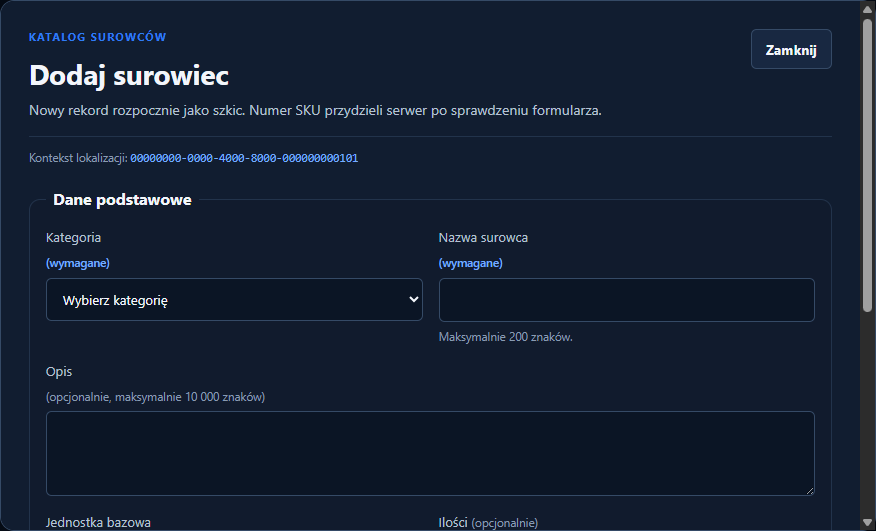 KATALOG SUROWCÓW
Zamknij
Dodaj surowiec
Nowy rekord rozpocznie jako szkic. Numer SKU przydzieli serwer po sprawdzeniu formularza.
Kontekst lokalizacji: 00000000-0000-4000-8000-000000000101
Dane podstawowe
Kategoria
(wymagane)
Wybierz kategorię
Nazwa surowca
(wymagane)
Maksymalnie 200 znaków.
Opis
(opcjonalnie, maksymalnie 10 000 znaków)
Jednostka bazowa
Ilości (opcjonalnie)